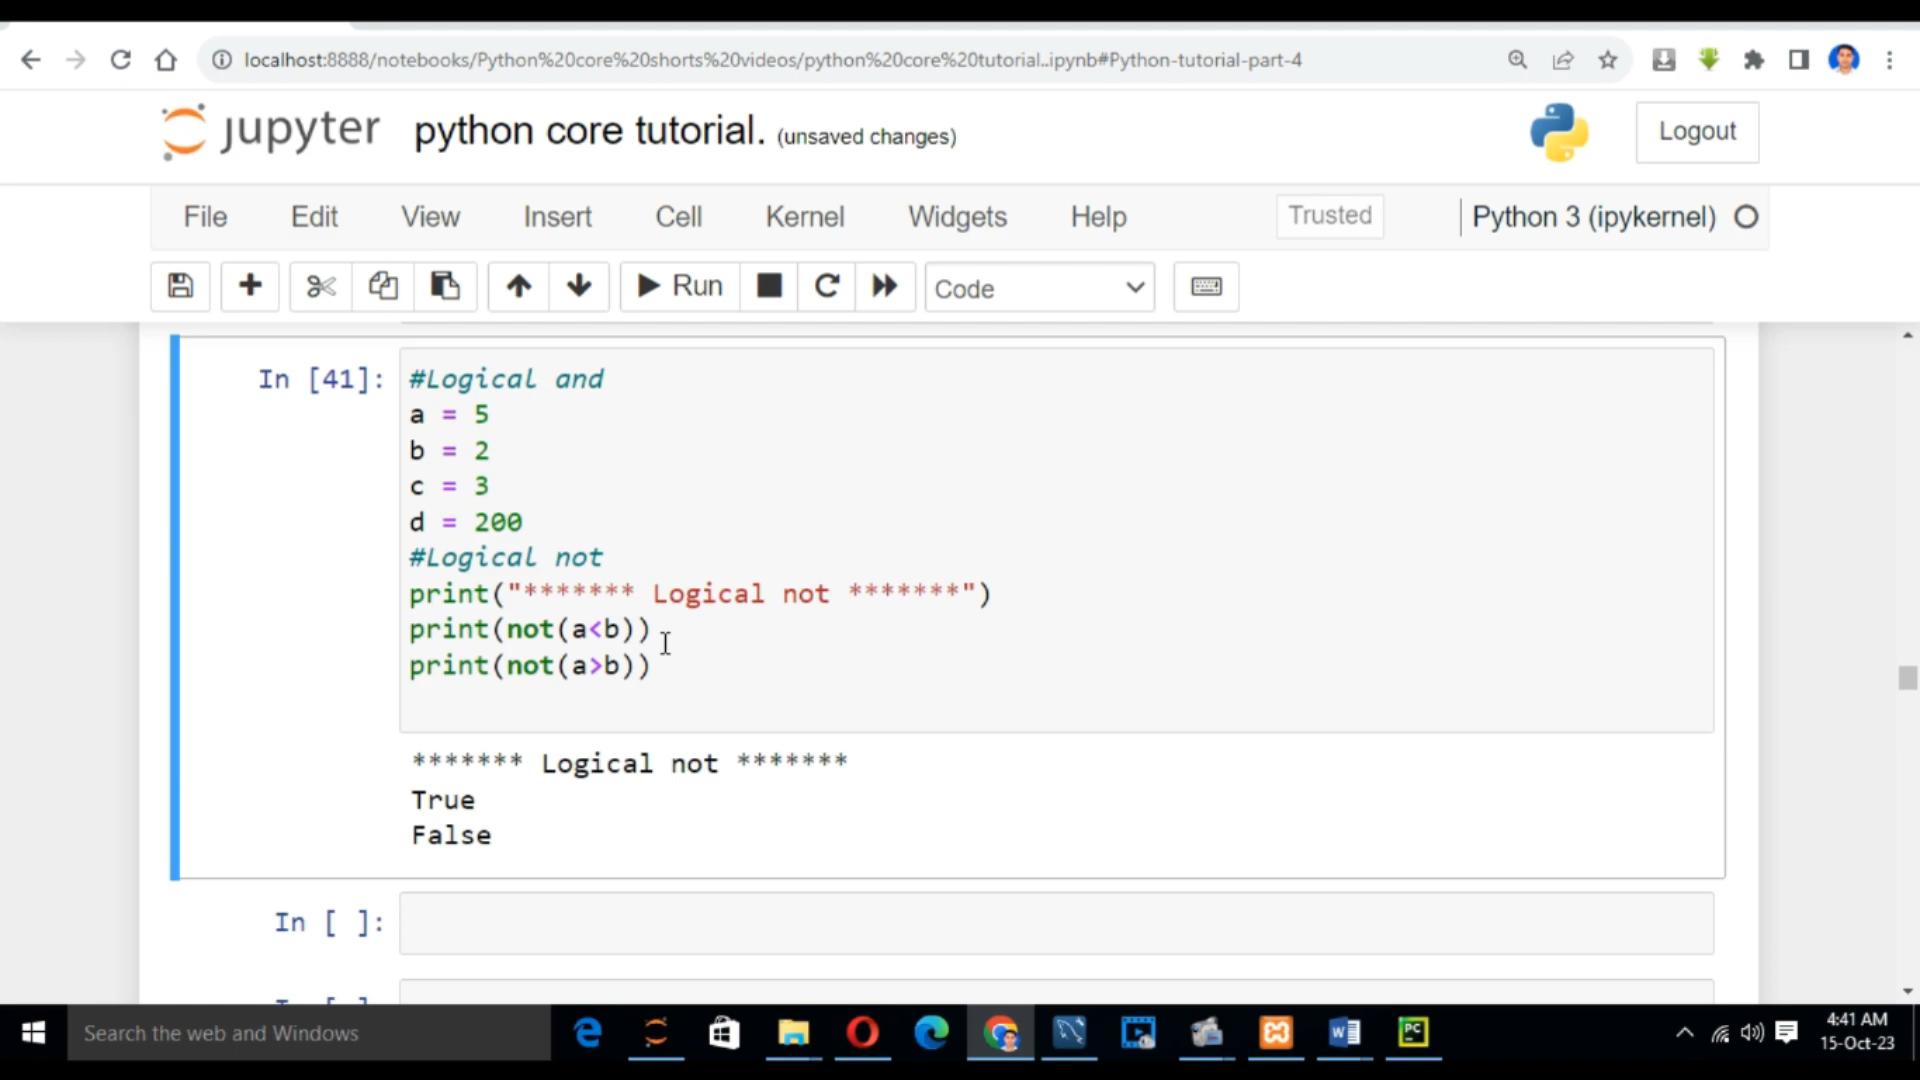 localhost:8888/notebooks/Python%20core%20shorts%20videos/python%20core%20tutorial..ipynb#Python-tutorial-part-4
jupyter python core tutorial. (unsaved changes) Logout
File Edit View Insert Cell Kernel Widgets Help Trusted Python 3 (ipykernel)
Run Code
In [41]: #Logical and
a = 5
b = 2
c = 3
d = 200
#Logical not
print("******* Logical not *******")
print(not(a<b))
print(not(a>b))
******* Logical not *******
True
False
In [ ]:
Search the web and Windows
W
PC
4:41 AM
15-Oct-23